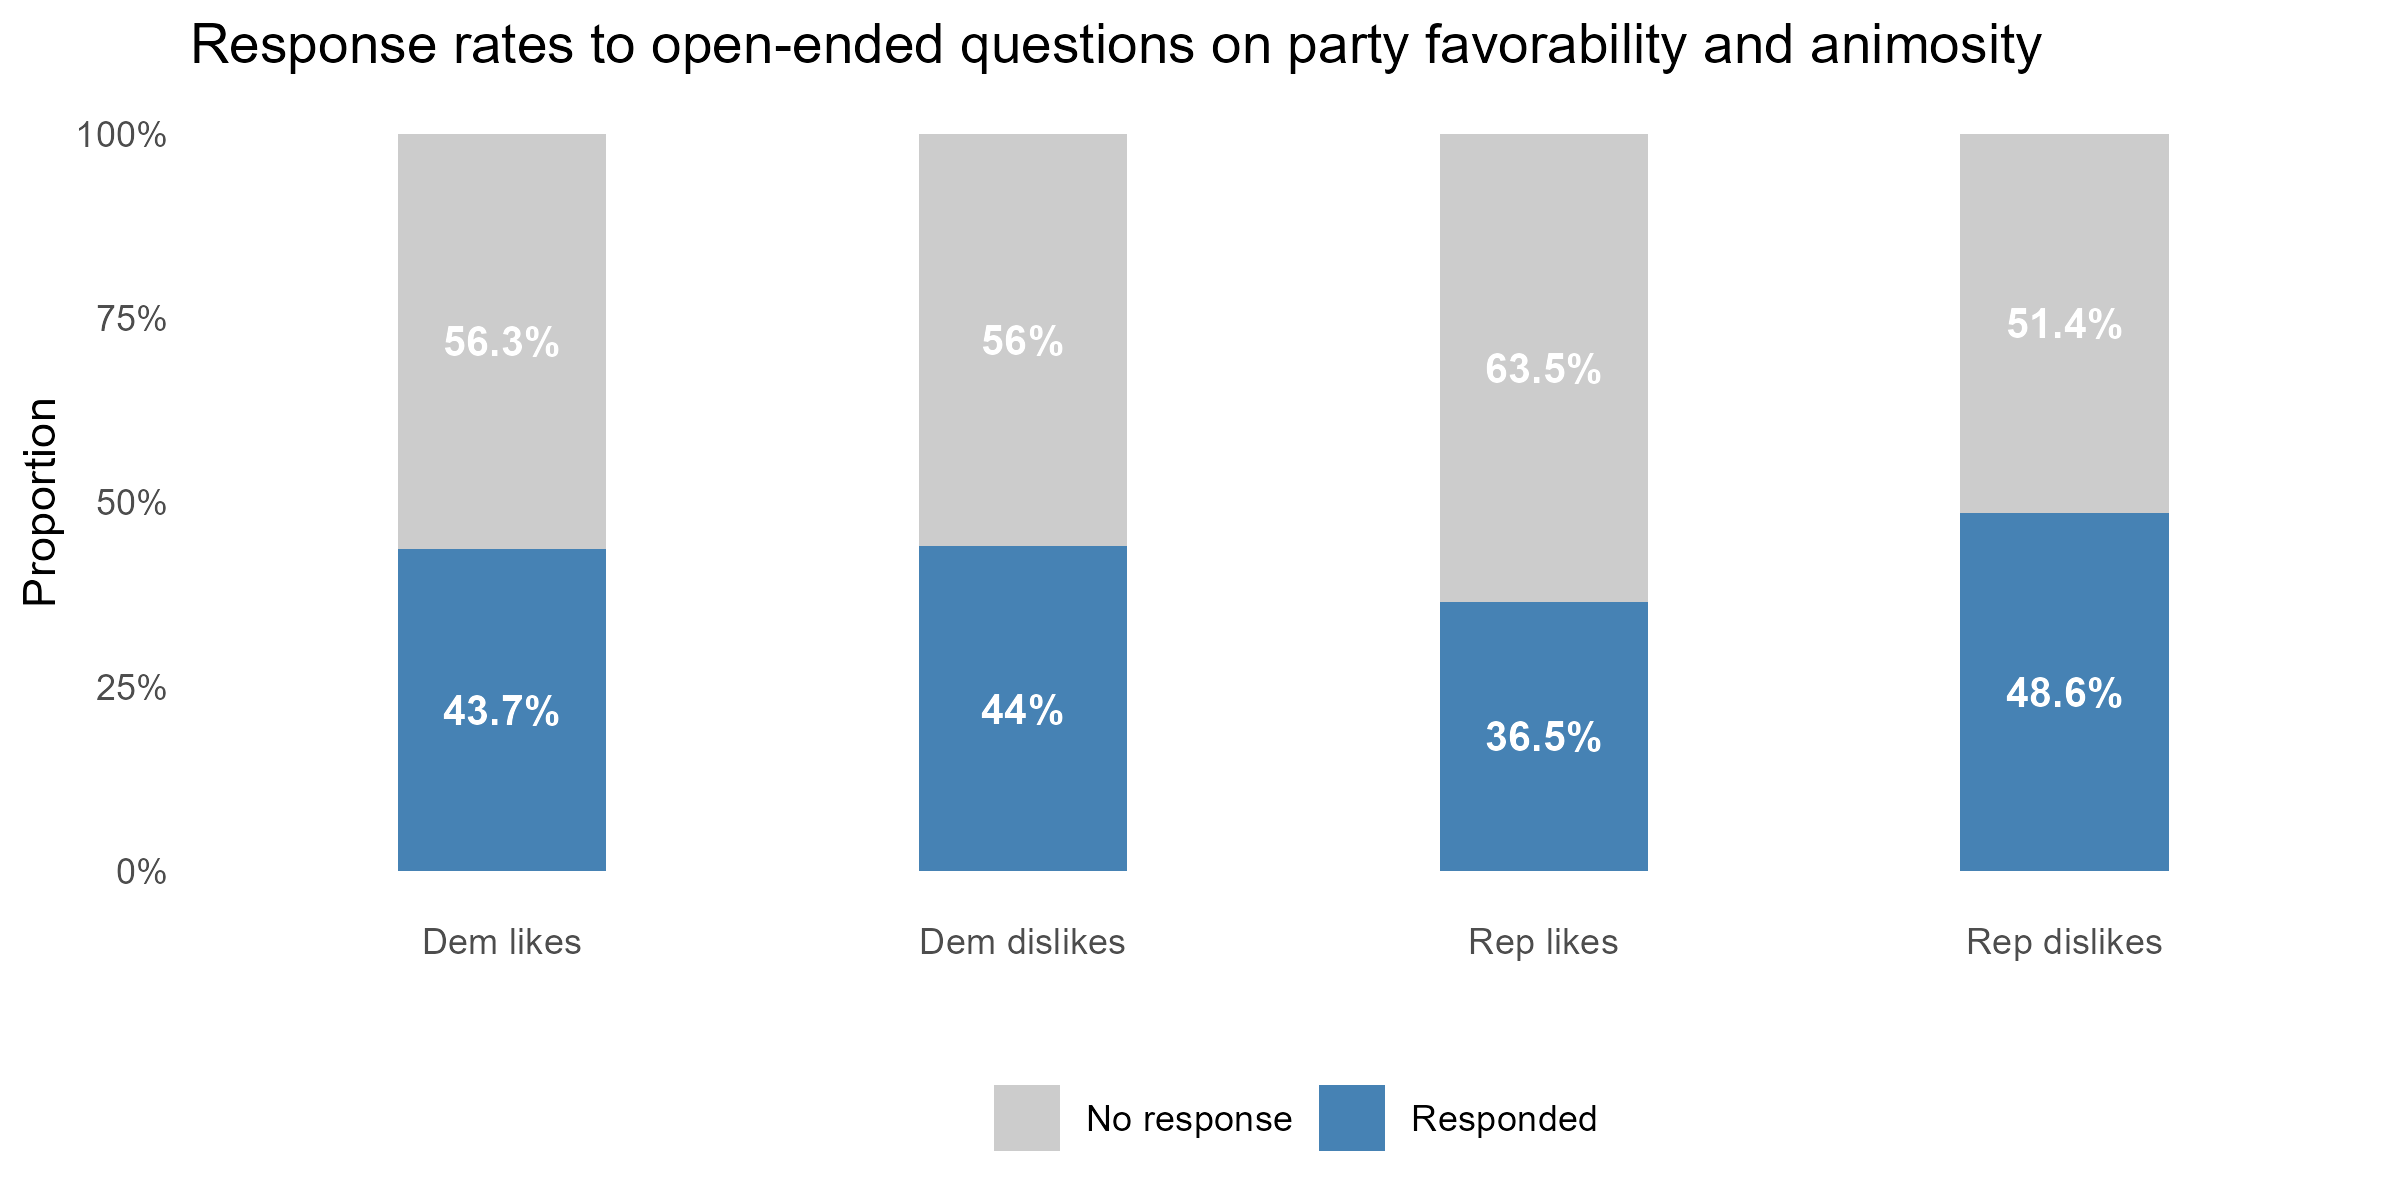 Response rates to open-ended questions on party favorability and animosity
100%
75%
50%
25%
0%
Proportion
56.3%
56%
63.5%
51.4%
43.7%
44%
36.5%
48.6%
Dem likes
Dem dislikes
Rep likes
Rep dislikes
No response
Responded